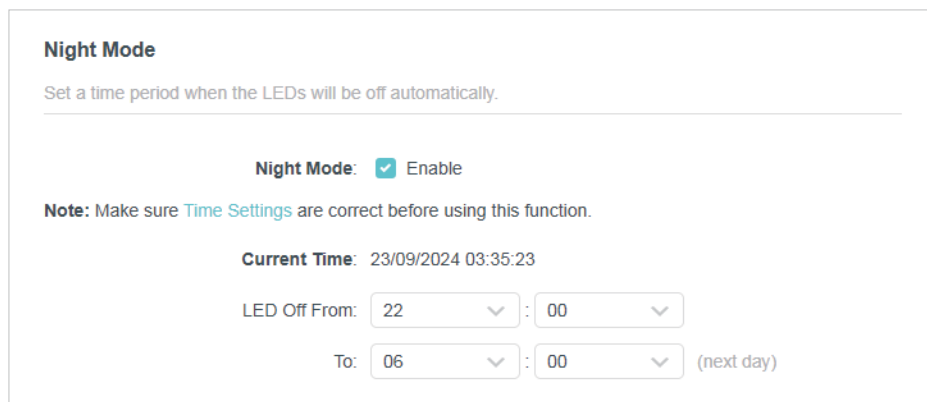 Night Mode
Set a time period when the LEDs will be off automatically.
Night Mode: Enable
Note: Make sure Time Settings are correct before using this function.
Current Time: 23/09/2024 03:35:23
LED Off From: 22 : 00
To: 06 : 00 (next day)